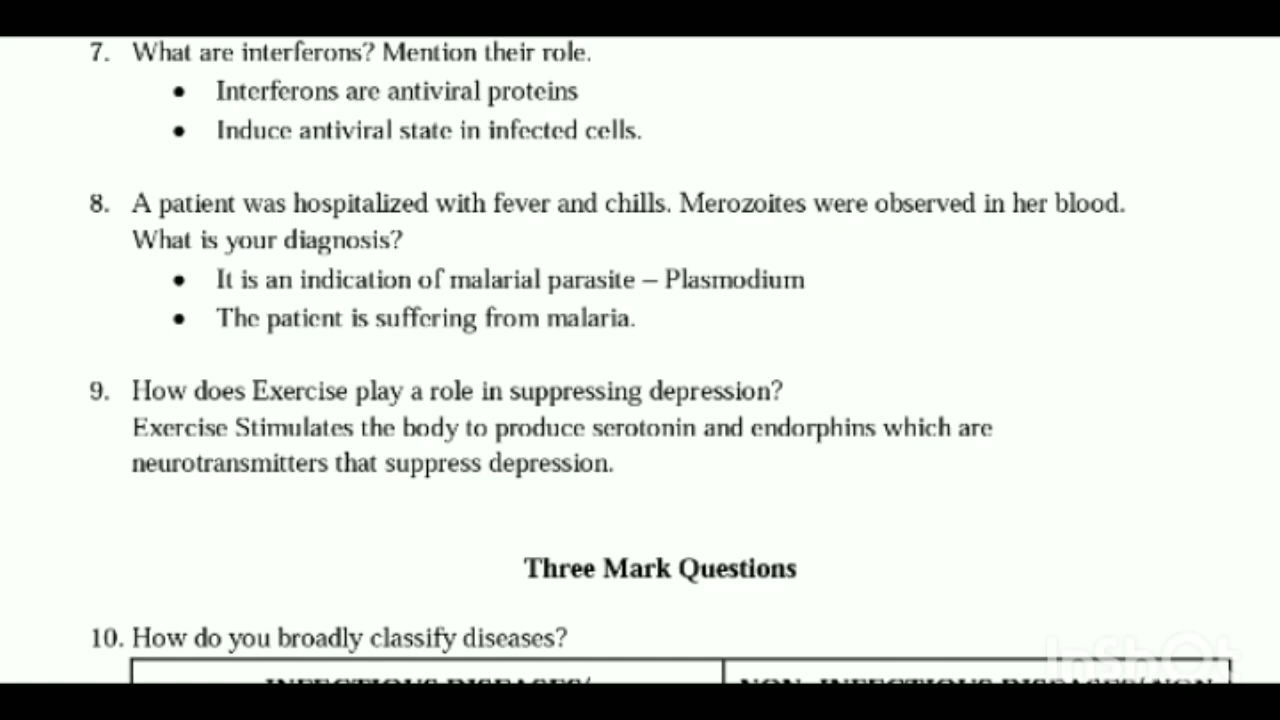 7. What are interferons? Mention their role.
• Interferons are antiviral proteins
• Induce antiviral state in infected cells.
8. A patient was hospitalized with fever and chills. Merozoites were observed in her blood.
What is your diagnosis?
• It is an indication of malarial parasite – Plasmodium
• The patient is suffering from malaria.
9. How does Exercise play a role in suppressing depression?
Exercise Stimulates the body to produce serotonin and endorphins which are
neurotransmitters that suppress depression.
Three Mark Questions
10. How do you broadly classify diseases?
InShOt